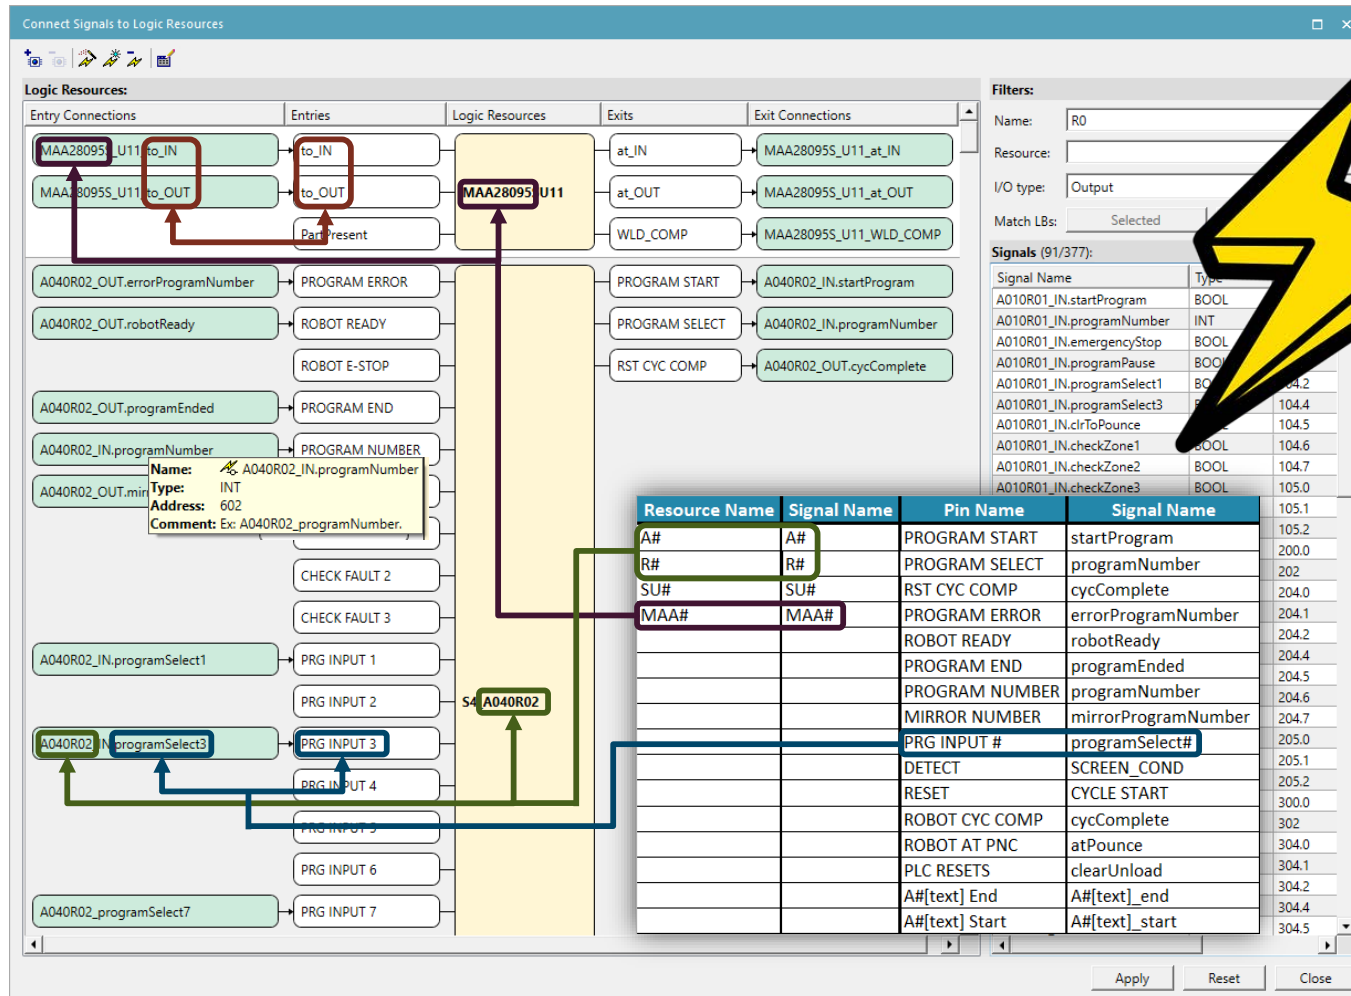 Connect Signals to Logic Resources
Logic Resources:
Entry Connections Entries Logic Resources Exits Exit Connections
MAA28095S_U11_to_IN to_IN at_IN MAA28095S_U11_at_IN
MAA28095S_U11_to_OUT to_OUT MAA28095S_U11 at_OUT MAA28095S_U11_at_OUT
PartPresent WLD_COMP MAA28095S_U11_WLD_COMP
A040R02_OUT.errorProgramNumber PROGRAM ERROR PROGRAM START A040R02_IN.startProgram
A040R02_OUT.robotReady ROBOT READY PROGRAM SELECT A040R02_IN.programNumber
ROBOT E-STOP RST CYC COMP A040R02_OUT.cycComplete
A040R02_OUT.programEnded PROGRAM END
A040R02_IN.programNumber PROGRAM NUMBER
A040R02_OUT.mirr
Name: A040R02_IN.programNumber
Type: INT
Address: 602
Comment: Ex: A040R02_programNumber.
CHECK FAULT 2
CHECK FAULT 3
A040R02_IN.programSelect1 PRG INPUT 1
PRG INPUT 2 A040R02
A040R02_IN.programSelect3 PRG INPUT 3
PRG INPUT 4
PRG INPUT 5
PRG INPUT 6
A040R02_programSelect7 PRG INPUT 7
Filters:
Name: R0
Resource:
I/O type: Output
Match LBs: Selected
Signals (91/377):
Signal Name Type
A010R01_IN.startProgram BOOL
A010R01_IN.programNumber INT
A010R01_IN.emergencyStop BOOL
A010R01_IN.programPause BOOL
A010R01_IN.programSelect1 BOOL 104.2
A010R01_IN.programSelect3 104.4
A010R01_IN.clrToPounce 104.5
A010R01_IN.checkZone1 BOOL 104.6
A010R01_IN.checkZone2 BOOL 104.7
A010R01_IN.checkZone3 BOOL 105.0
105.1
105.2
200.0
202
204.0
204.1
204.2
204.4
204.5
204.6
204.7
205.0
205.1
205.2
300.0
302
304.0
304.1
304.2
304.4
304.5
Resource Name Signal Name Pin Name Signal Name
A# A# PROGRAM START startProgram
R# R# PROGRAM SELECT programNumber
SU# SU# RST CYC COMP cycComplete
MAA# MAA# PROGRAM ERROR errorProgramNumber
ROBOT READY robotReady
PROGRAM END programEnded
PROGRAM NUMBER programNumber
MIRROR NUMBER mirrorProgramNumber
PRG INPUT # programSelect#
DETECT SCREEN_COND
RESET CYCLE START
ROBOT CYC COMP cycComplete
ROBOT AT PNC atPounce
PLC RESETS clearUnload
A#[text] End A#[text]_end
A#[text] Start A#[text]_start
Apply Reset Close